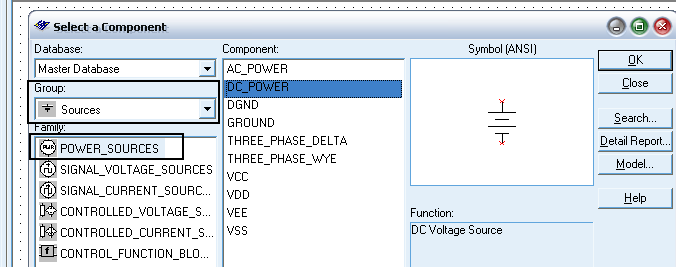 Select a Component
Database:
Master Database
Group:
Sources
Family:
PWR POWER_SOURCES
SIGNAL_VOLTAGE_SOURCES
SIGNAL_CURRENT_SOURC...
CONTROLLED_VOLTAGE_S...
CONTROLLED_CURRENT_S...
f CONTROL_FUNCTION_BLO...
Component:
AC_POWER
DC_POWER
DGND
GROUND
THREE_PHASE_DELTA
THREE_PHASE_WYE
VCC
VDD
VEE
VSS
Symbol (ANSI)
Function:
DC Voltage Source
OK
Close
Search...
Detail Report...
Model...
Help